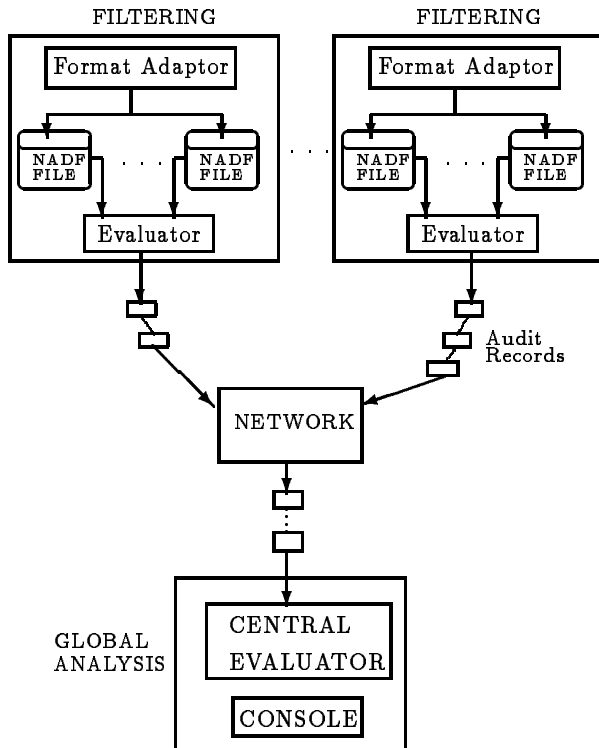 FILTERING
FILTERING
Format Adaptor
Format Adaptor
NADF
FILE
. . . .
NADF
FILE
. . . .
NADF
FILE
. . . .
NADF
FILE
Evaluator
Evaluator
Audit
Records
NETWORK
GLOBAL
ANALYSIS
CENTRAL
EVALUATOR
CONSOLE